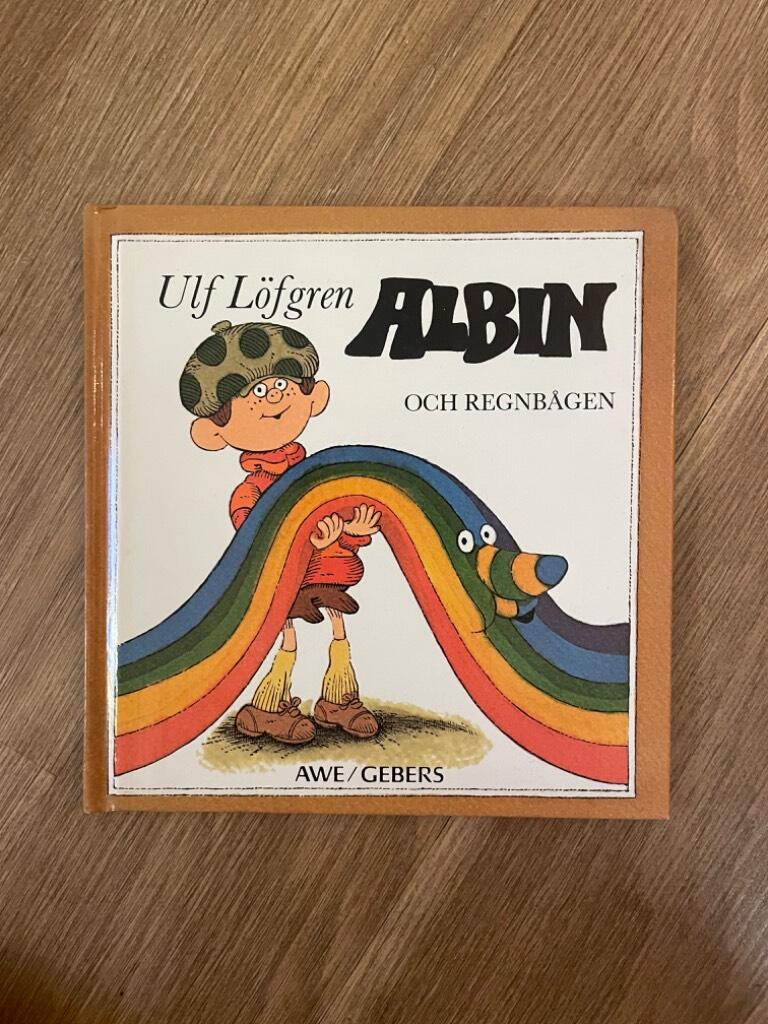 Ulf Löfgren ALBIN
OCH REGNBÅGEN
AWE/GEBERS